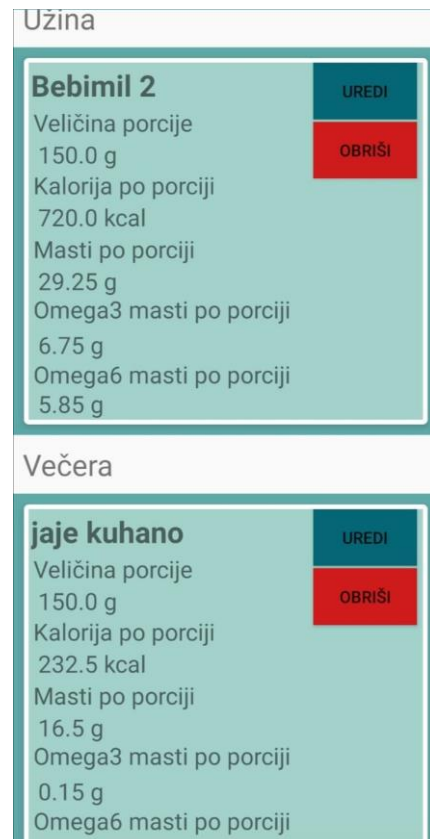 Užina
Bebimil 2
UREDI
Veličina porcije
150.0 g
OBRIŠI
Kalorija po porciji
720.0 kcal
Masti po porciji
29.25 g
Omega3 masti po porciji
6.75 g
Omega6 masti po porciji
5.85 g
Večera
jaje kuhano
UREDI
Veličina porcije
150.0 g
OBRIŠI
Kalorija po porciji
232.5 kcal
Masti po porciji
16.5 g
Omega3 masti po porciji
0.15 g
Omega6 masti po porciji